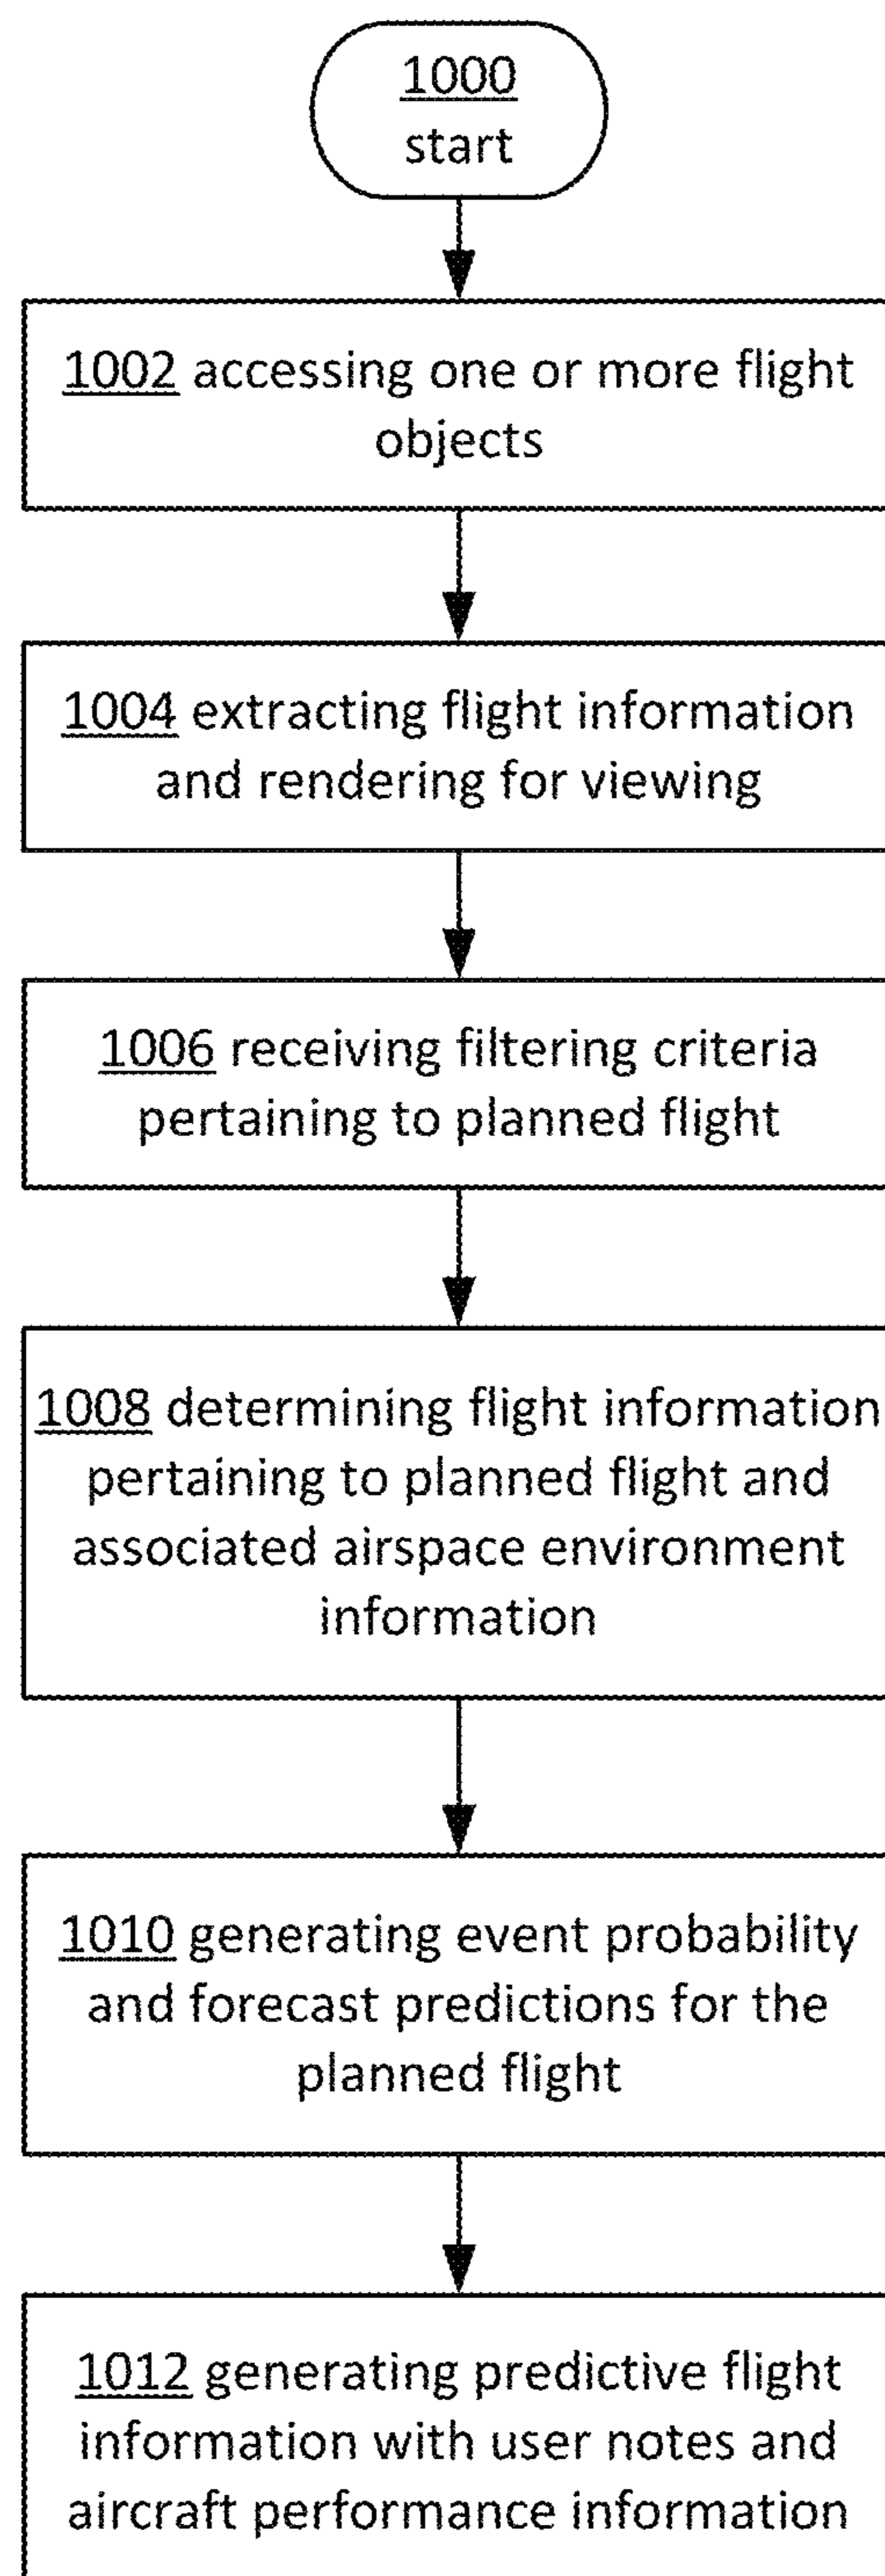 1000
start
1002 accessing one or more flight
objects
1004 extracting flight information
and rendering for viewing
1006 receiving filtering criteria
pertaining to planned flight
1008 determining flight information
pertaining to planned flight and
associated airspace environment
information
1010 generating event probability
and forecast predictions for the
planned flight
1012 generating predictive flight
information with user notes and
aircraft performance information